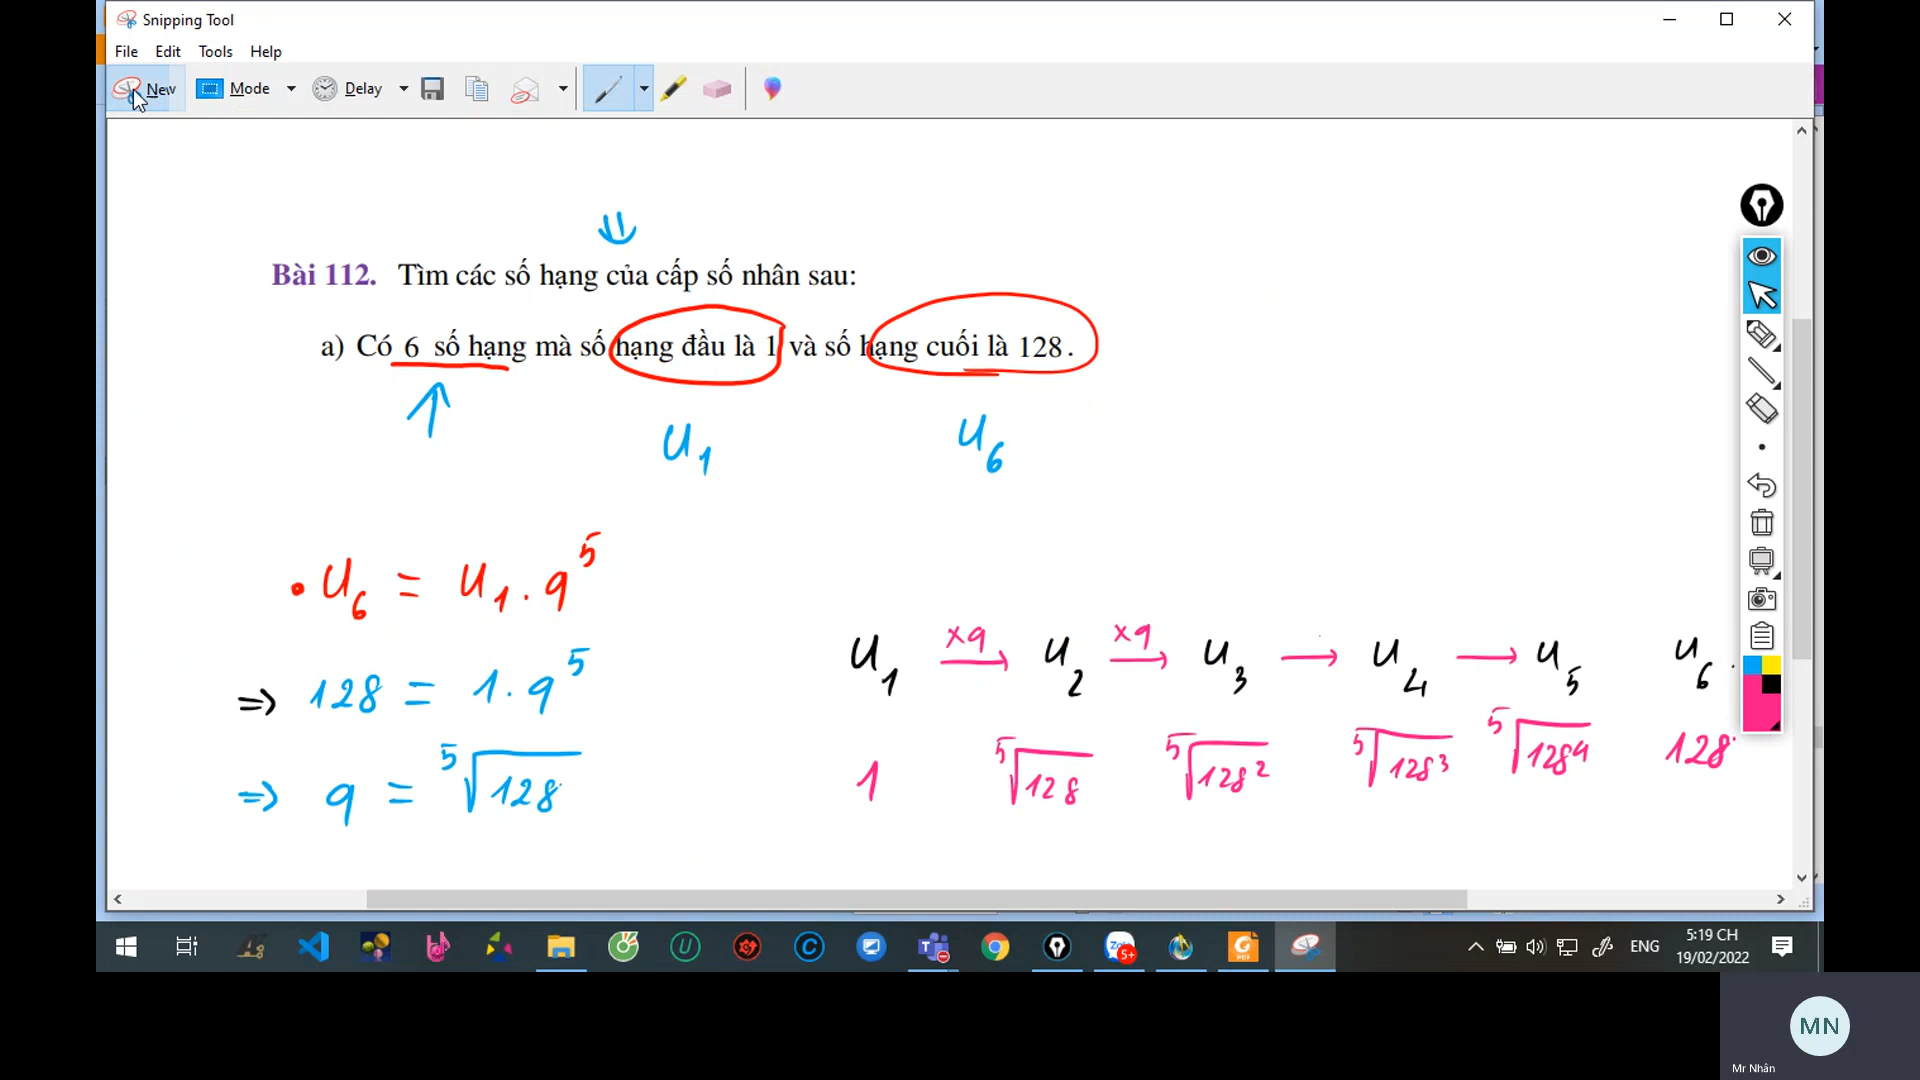 Snipping Tool
File Edit Tools Help
New Mode Delay
Bài 112. Tìm các số hạng của cấp số nhân sau:
a) Có 6 số hạng mà số hạng đầu là 1 và số hạng cuối là 128.
U₁ U₆
• U₆ = U₁ . q⁵
⇒ 128 = 1 . q⁵
⇒ q = ⁵√128
U₁ ×q→ U₂ ×q→ U₃ → U₄ → U₅ U₆
1 ⁵√128 ⁵√128² ⁵√128³ ⁵√128⁴ 128
ENG
5:19 CH
19/02/2022
5+
MN
Mr Nhân